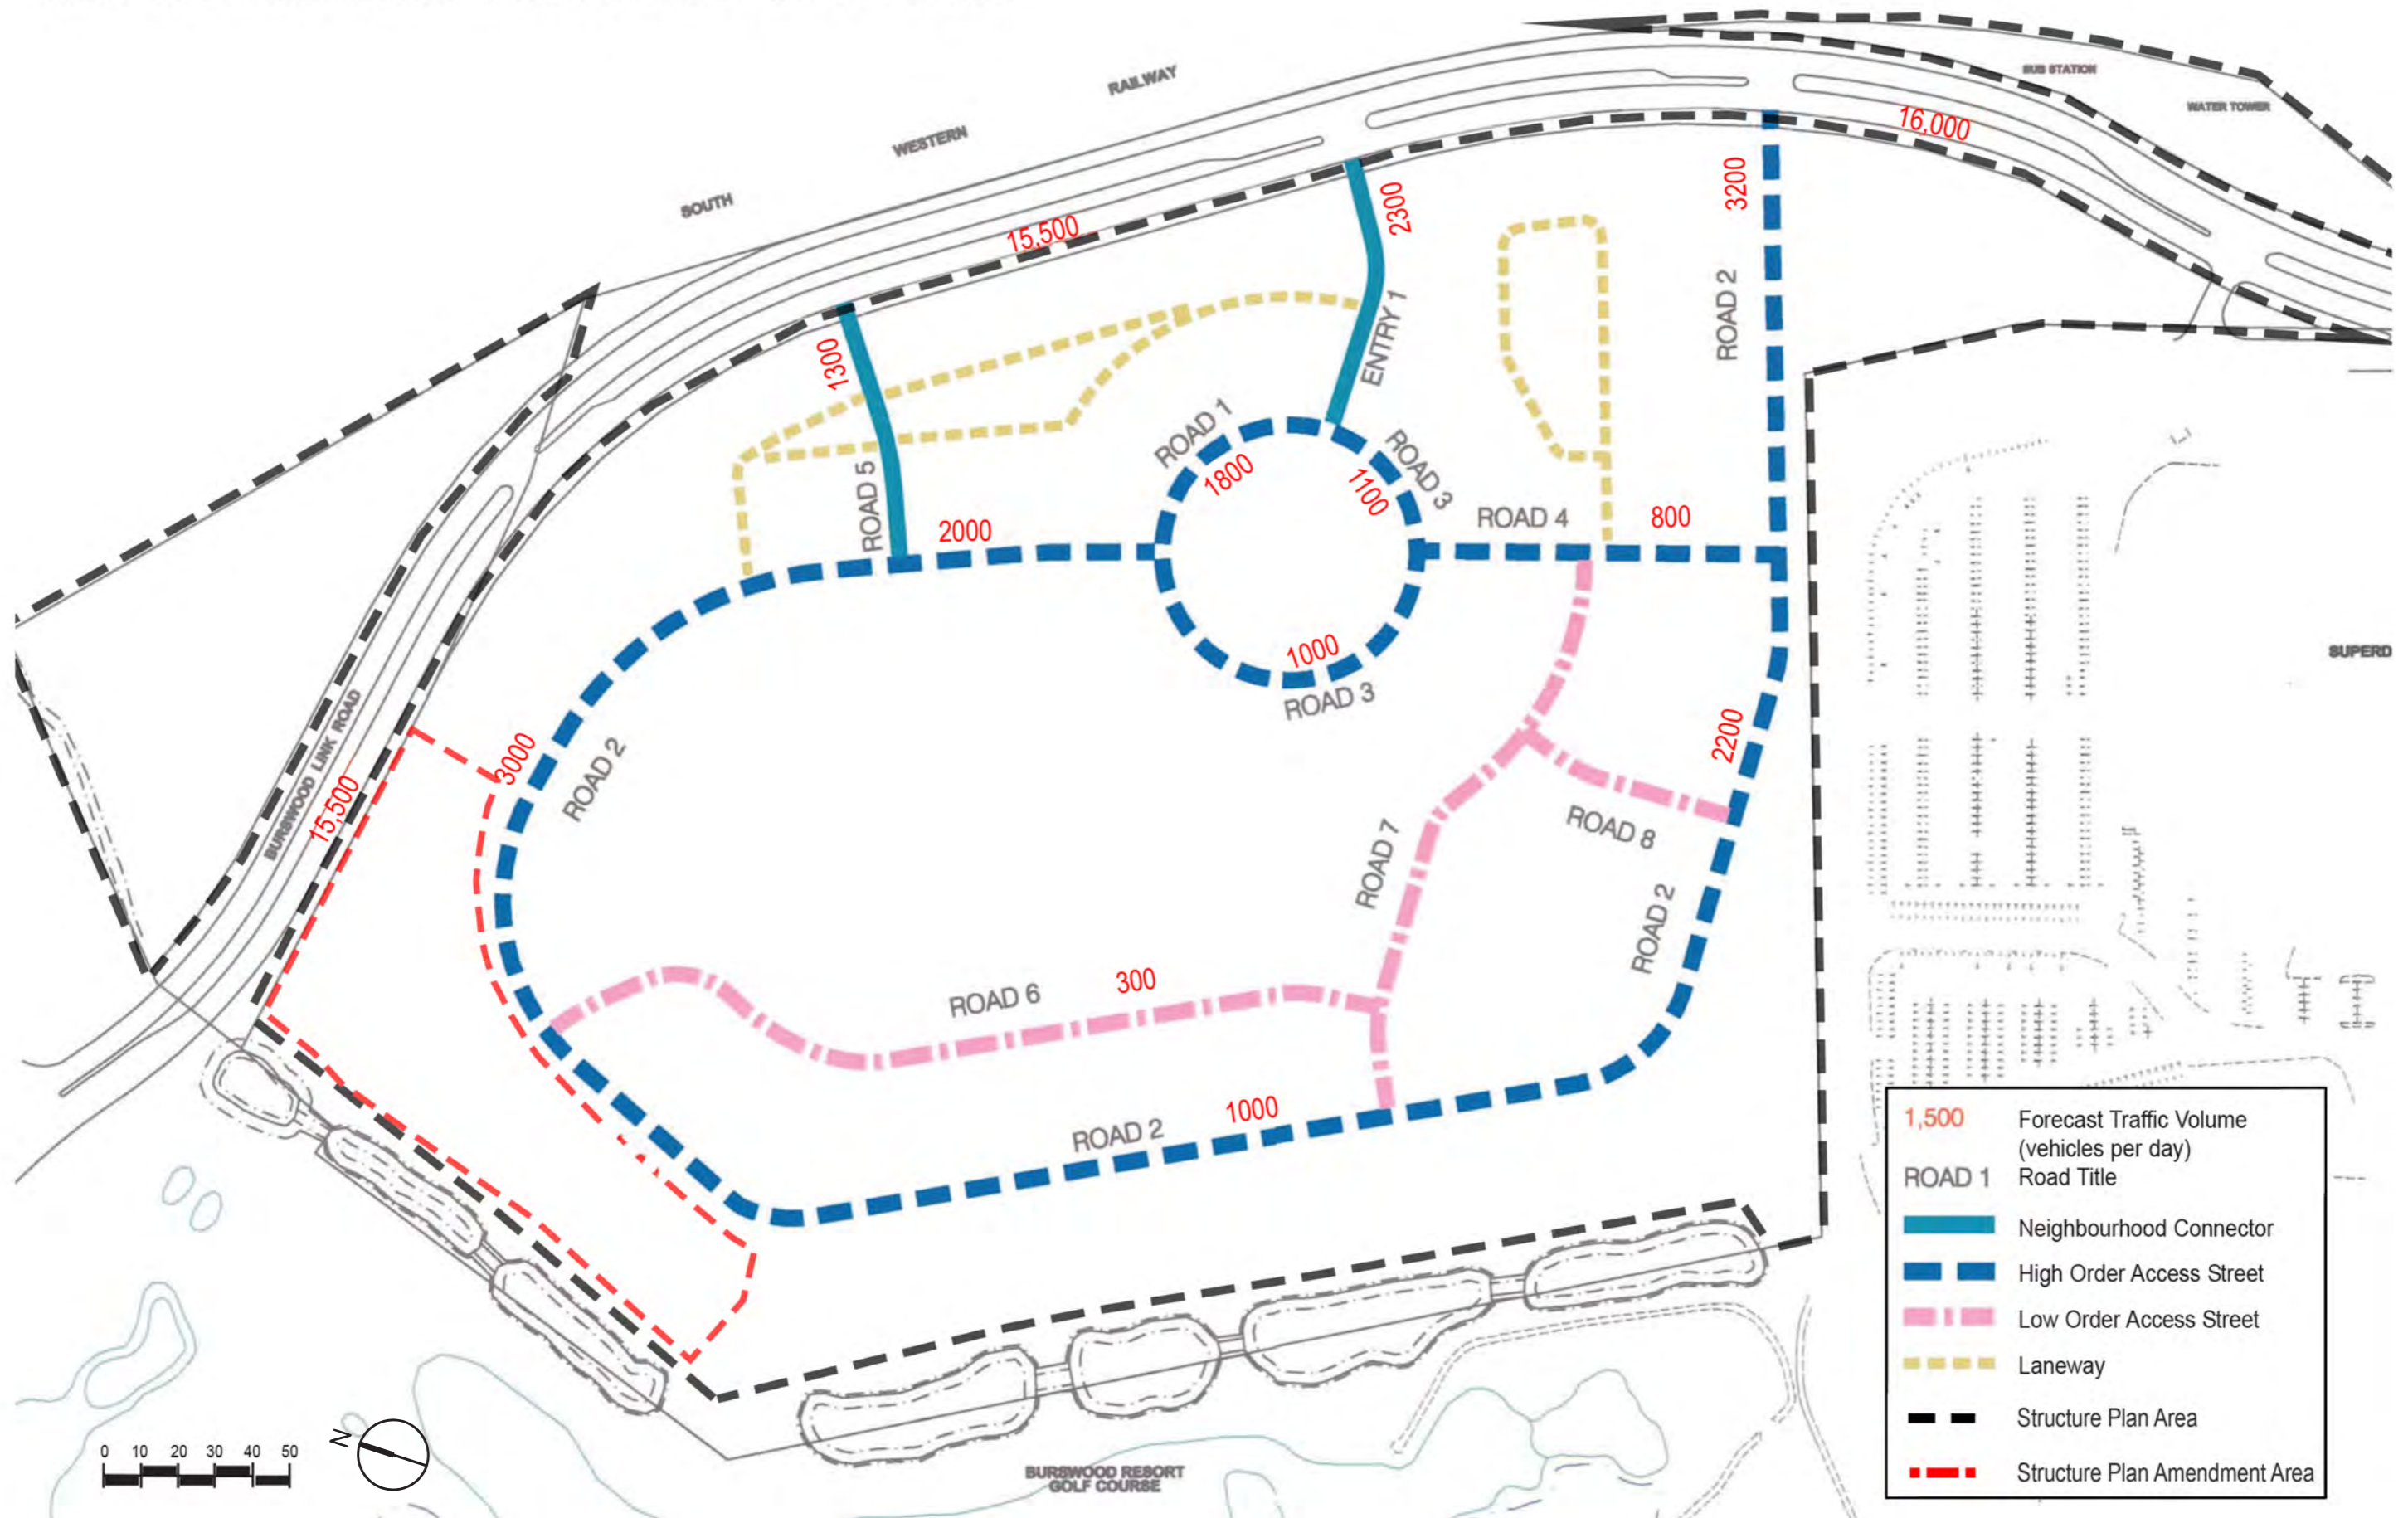 SUB STATION
RAILWAY
WATER TOWER
WESTERN
16,000
SOUTH
3200
2300
15,500
ROAD 2
ENTRY 1
1300
ROAD 1
ROAD 3
1800
1100
ROAD 5
2000
ROAD 4
800
1000
ROAD 3
SUPERD
3000
ROAD 2
2200
BURSWOOD LINK ROAD
15,500
ROAD 8
ROAD 7
ROAD 2
ROAD 6
300
1000
ROAD 2
1,500
Forecast Traffic Volume
(vehicles per day)
ROAD 1
Road Title
Neighbourhood Connector
High Order Access Street
Low Order Access Street
Laneway
Structure Plan Area
Structure Plan Amendment Area
N
0 10 20 30 40 50
BURSWOOD RESORT
GOLF COURSE